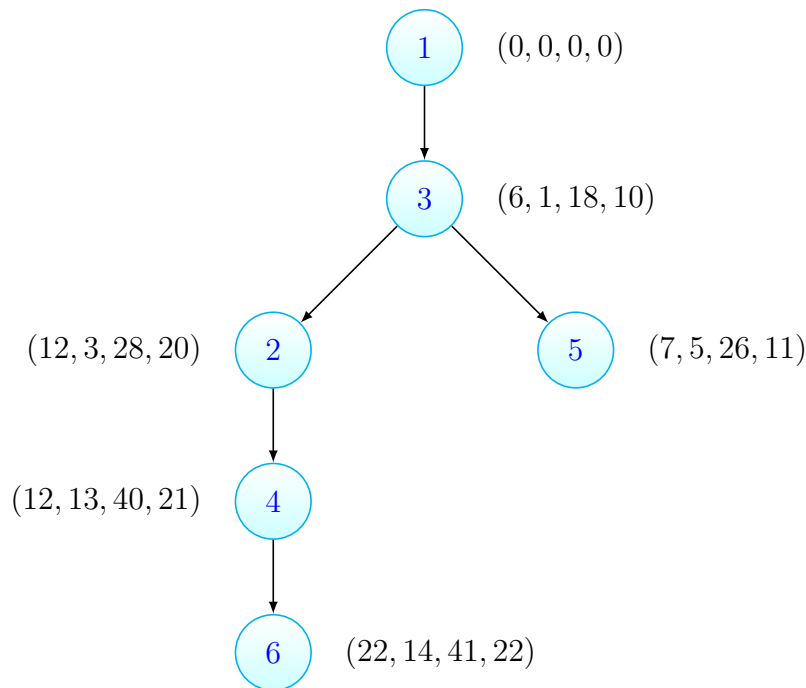 1 (0, 0, 0, 0)
3 (6, 1, 18, 10)
(12, 3, 28, 20) 2 5 (7, 5, 26, 11)
(12, 13, 40, 21) 4
6 (22, 14, 41, 22)